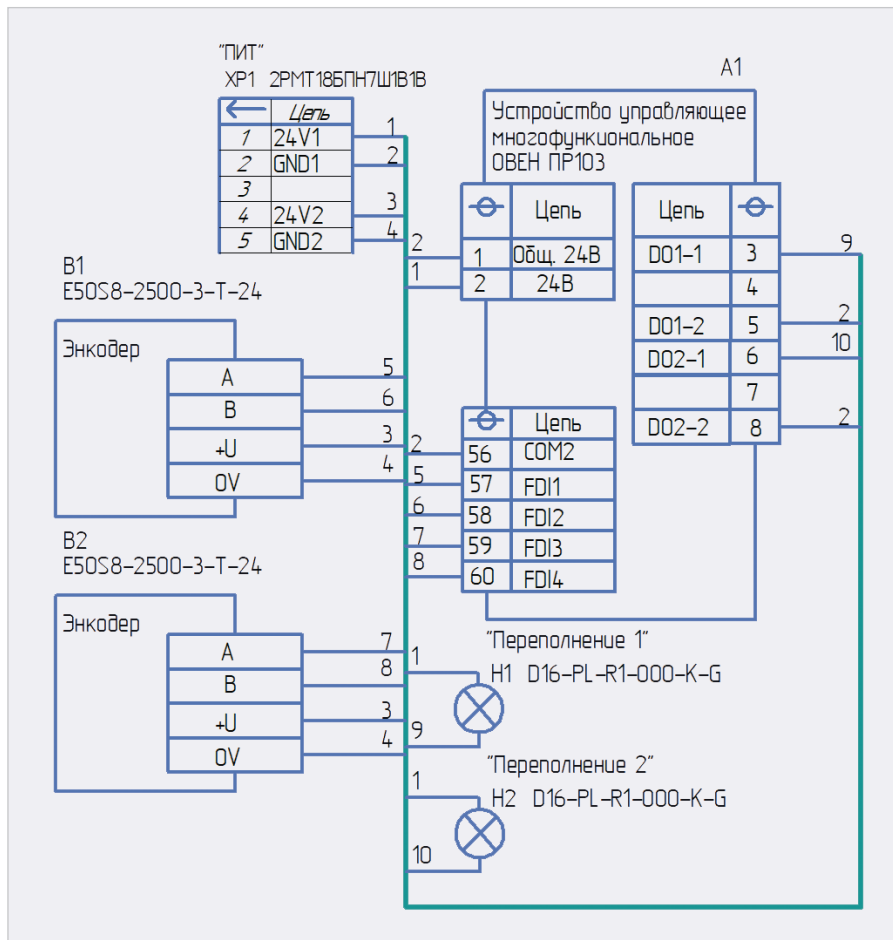 "ПИТ"
XP1 2РМТ18БПН7Ш1В1В
Цепь
1 24V1 1
2 GND1 2
3
4 24V2 3
5 GND2 4
A1
Устройство управляющее
многофункиональное
ОВЕН ПР103
Цепь
2 1 Общ. 24В
1 2 24В
Цепь
DO1-1 3 9
4
DO1-2 5 2
DO2-1 6 10
7
DO2-2 8 2
B1
E50S8-2500-3-T-24
Энкодер
A 5
B 6
+U 3
0V 4
Цепь
2 56 COM2
5 57 FDI1
6 58 FDI2
7 59 FDI3
8 60 FDI4
B2
E50S8-2500-3-T-24
Энкодер
A 7
B 8
+U 3
0V 4
"Переполнение 1"
1 H1 D16-PL-R1-000-K-G
9
"Переполнение 2"
1 H2 D16-PL-R1-000-K-G
10